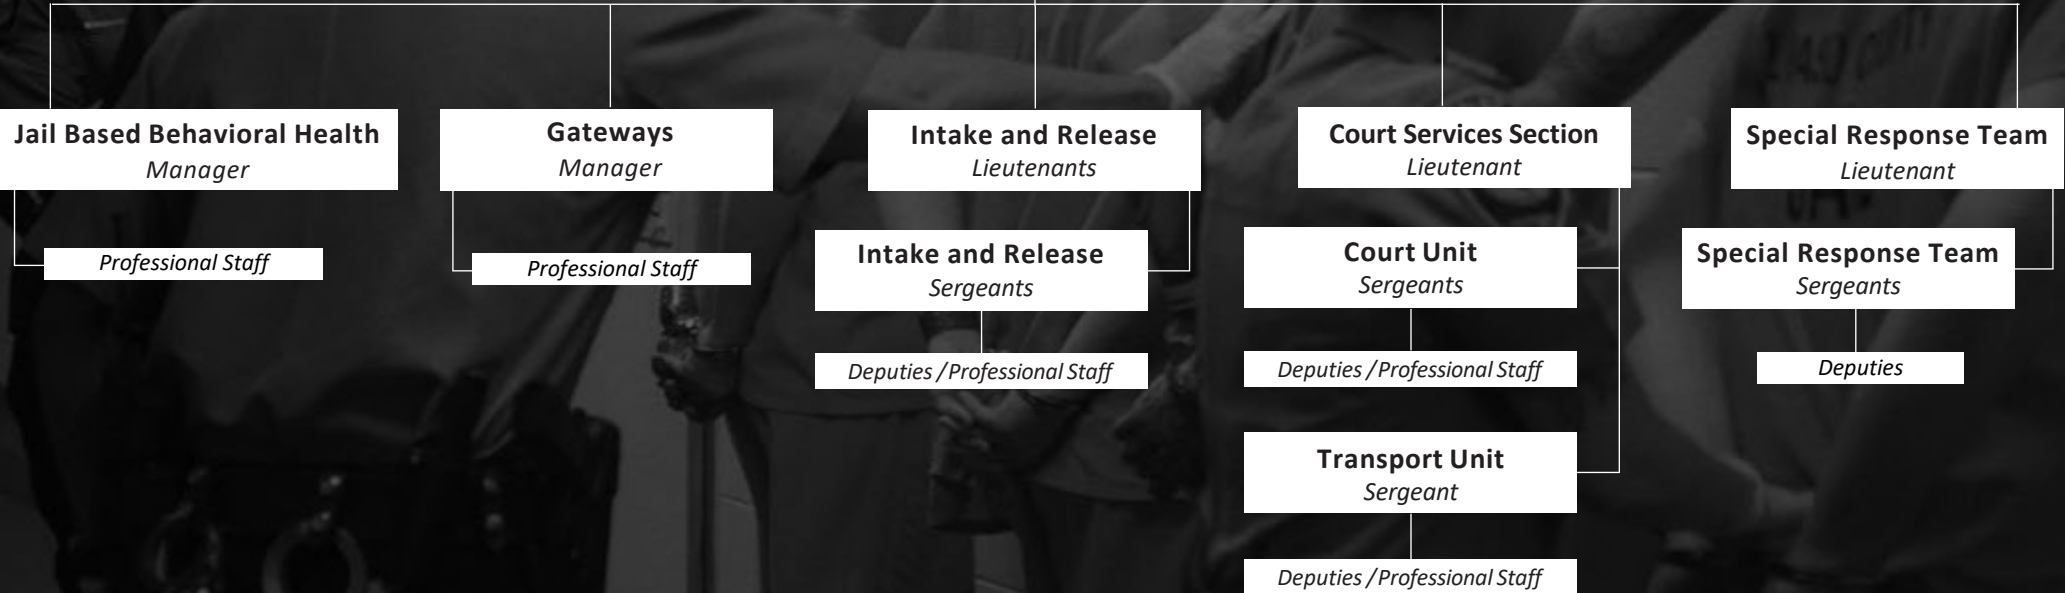 Jail Based Behavioral Health
Manager
Professional Staff
Gateways
Manager
Professional Staff
Intake and Release
Lieutenants
Intake and Release
Sergeants
Deputies / Professional Staff
Court Services Section
Lieutenant
Court Unit
Sergeants
Deputies / Professional Staff
Transport Unit
Sergeant
Deputies / Professional Staff
Special Response Team
Lieutenant
Special Response Team
Sergeants
Deputies